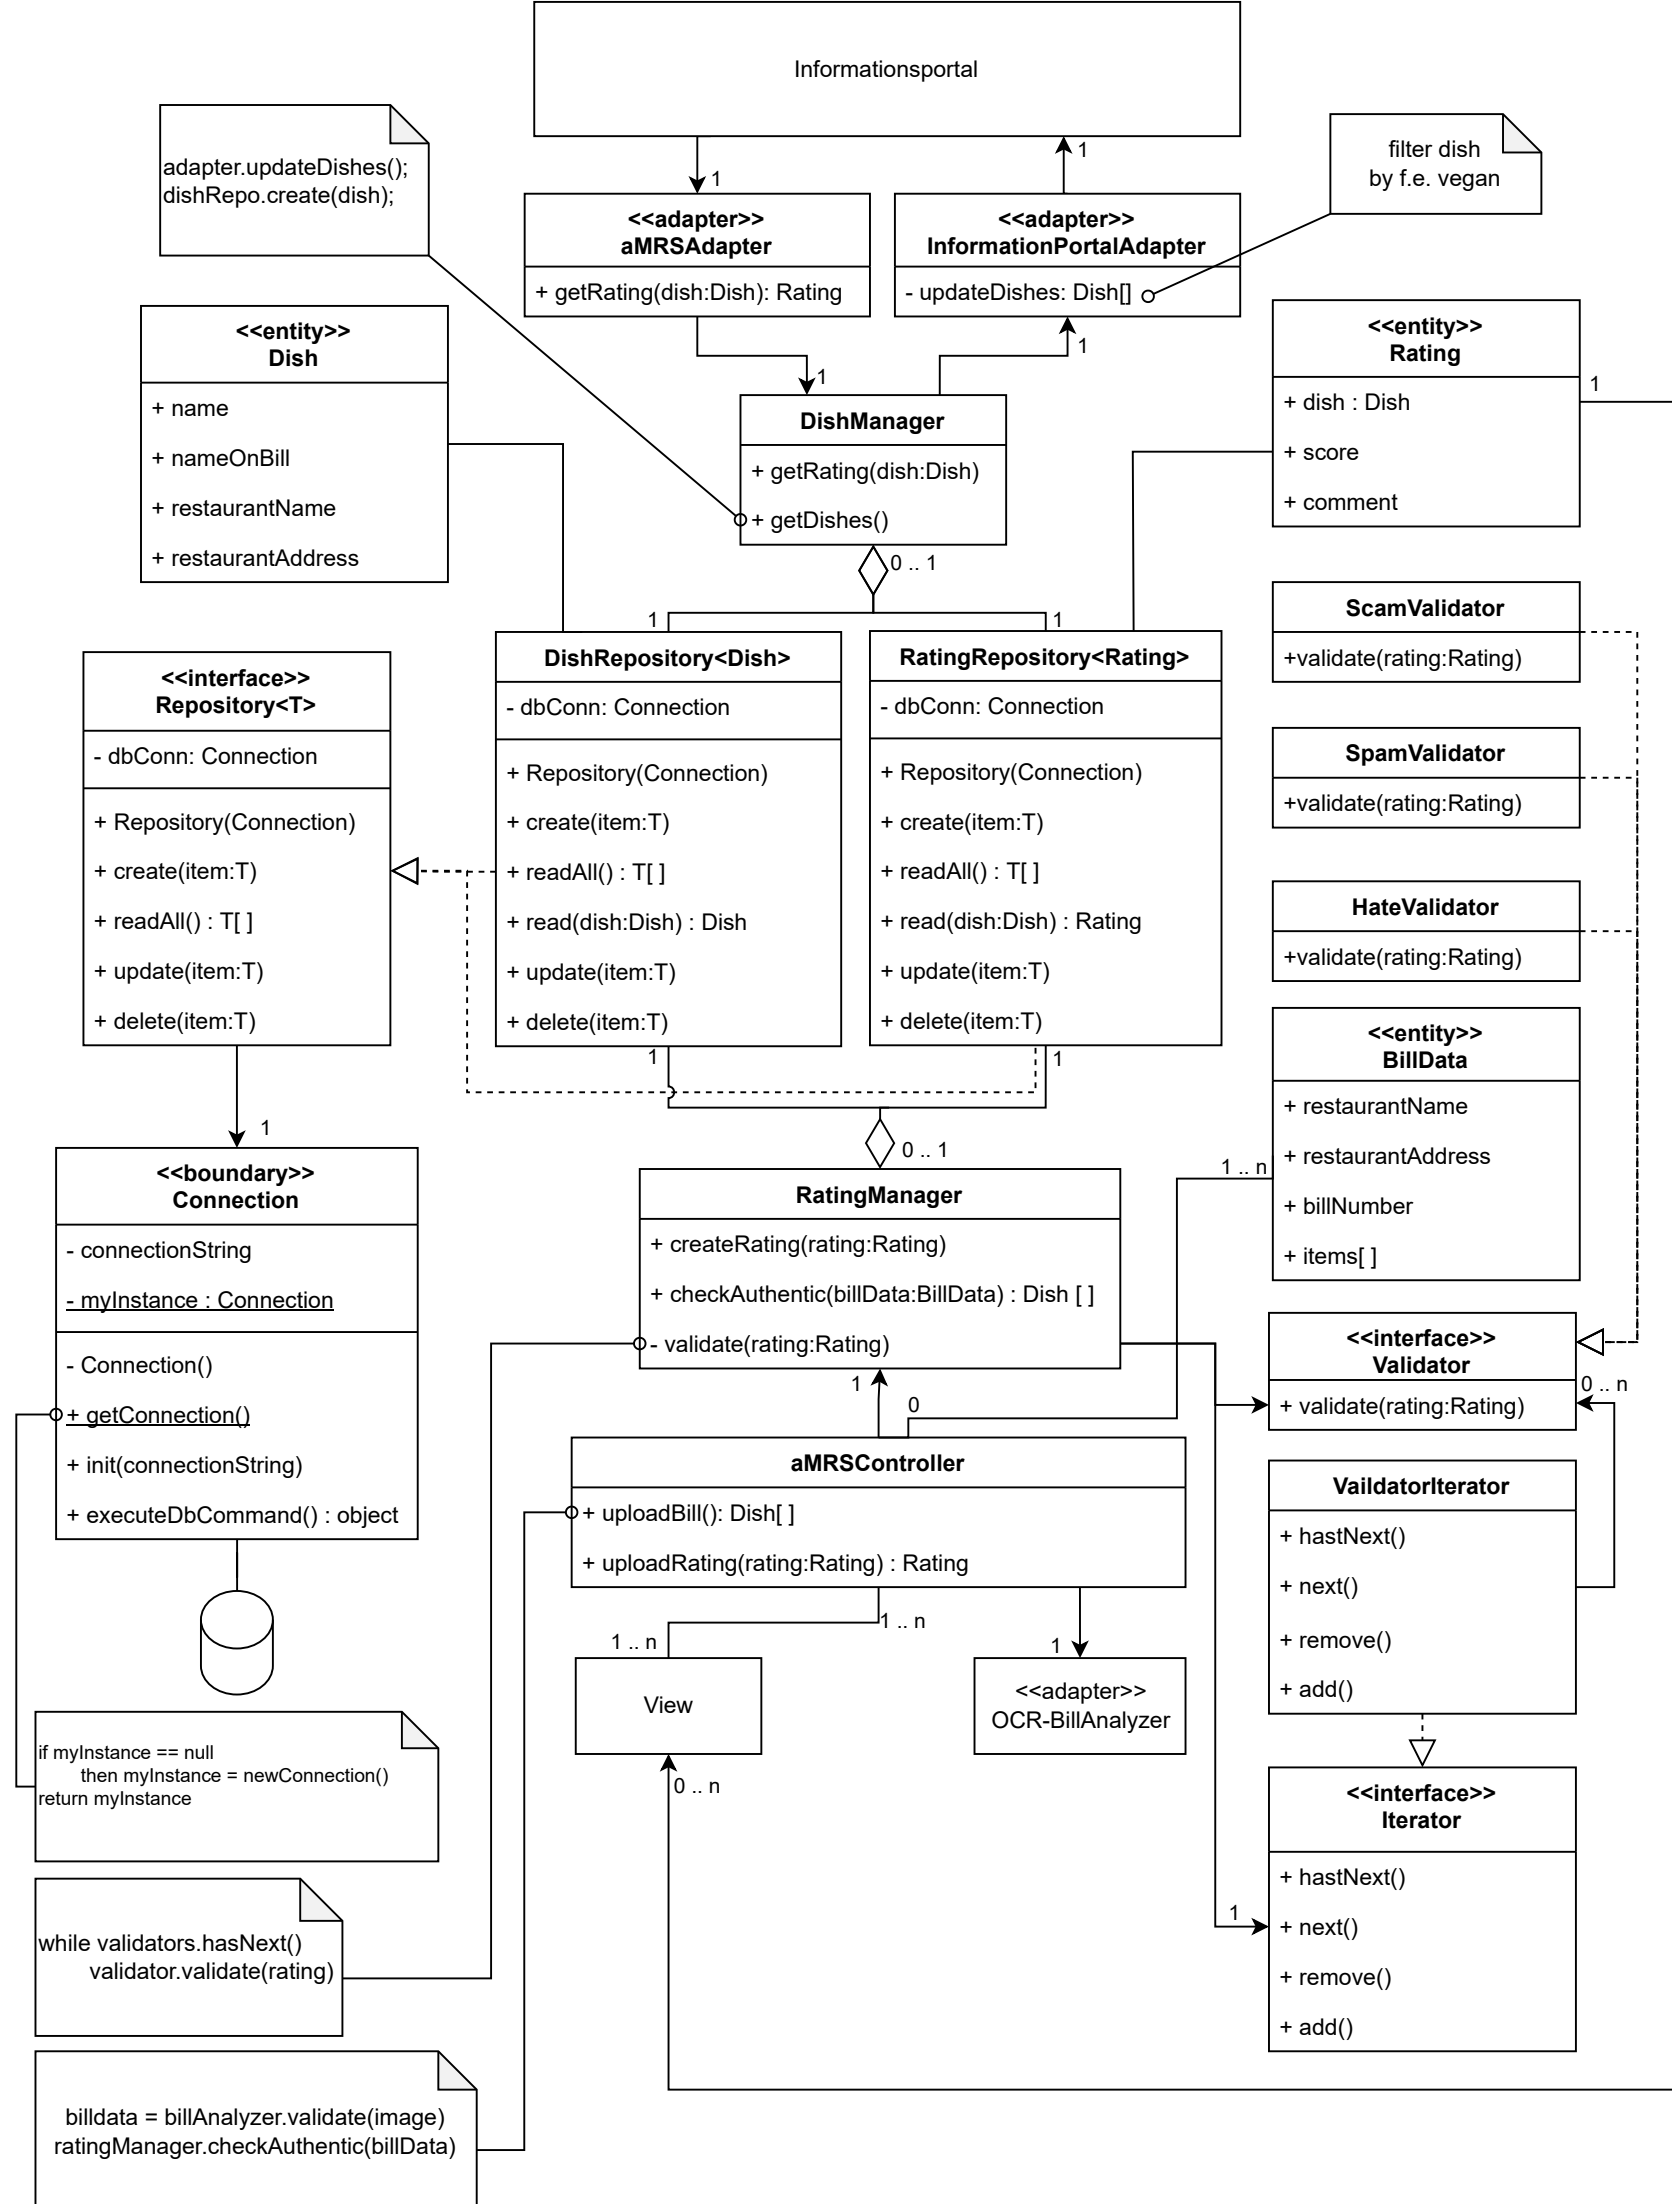 Informationsportal
adapter.updateDishes();
dishRepo.create(dish);
filter dish
by f.e. vegan
1
1
<<adapter>>
aMRSAdapter
+ getRating(dish:Dish): Rating
<<adapter>>
InformationPortalAdapter
- updateDishes: Dish[]
1
1
<<entity>>
Dish
+ name
+ nameOnBill
+ restaurantName
+ restaurantAddress
DishManager
+ getRating(dish:Dish)
+ getDishes()
0 .. 1
<<entity>>
Rating
+ dish : Dish
+ score
+ comment
1
1
1
<<interface>>
Repository<T>
- dbConn: Connection
+ Repository(Connection)
+ create(item:T)
+ readAll() : T[ ]
+ update(item:T)
+ delete(item:T)
DishRepository<Dish>
- dbConn: Connection
+ Repository(Connection)
+ create(item:T)
+ readAll() : T[ ]
+ read(dish:Dish) : Dish
+ update(item:T)
+ delete(item:T)
RatingRepository<Rating>
- dbConn: Connection
+ Repository(Connection)
+ create(item:T)
+ readAll() : T[ ]
+ read(dish:Dish) : Rating
+ update(item:T)
+ delete(item:T)
ScamValidator
+validate(rating:Rating)
SpamValidator
+validate(rating:Rating)
HateValidator
+validate(rating:Rating)
<<entity>>
BillData
+ restaurantName
+ restaurantAddress
+ billNumber
+ items[ ]
1
1
1
0 .. 1
1 .. n
<<boundary>>
Connection
- connectionString
- myInstance : Connection
- Connection()
+ getConnection()
+ init(connectionString)
+ executeDbCommand() : object
RatingManager
+ createRating(rating:Rating)
+ checkAuthentic(billData:BillData) : Dish [ ]
- validate(rating:Rating)
1
0
<<interface>>
Validator
+ validate(rating:Rating)
0 .. n
aMRSController
+ uploadBill(): Dish[ ]
+ uploadRating(rating:Rating) : Rating
VaildatorIterator
+ hastNext()
+ next()
+ remove()
+ add()
1 .. n
1 .. n
1
View
<<adapter>>
OCR-BillAnalyzer
0 .. n
if myInstance == null
then myInstance = newConnection()
return myInstance
<<interface>>
Iterator
+ hastNext()
+ next()
+ remove()
+ add()
1
while validators.hasNext()
validator.validate(rating)
billdata = billAnalyzer.validate(image)
ratingManager.checkAuthentic(billData)